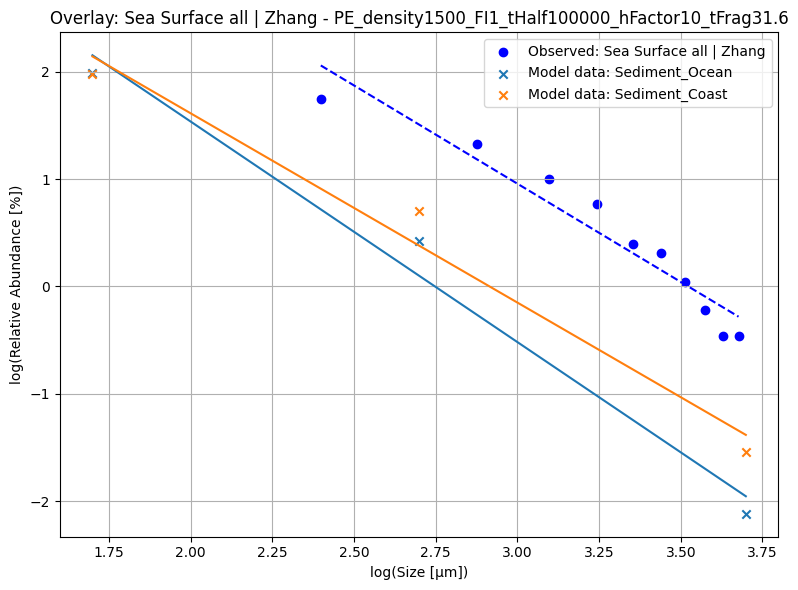 Overlay: Sea Surface all | Zhang - PE_density1500_FI1_tHalf100000_hFactor10_tFrag31.6
Observed: Sea Surface all | Zhang
Model data: Sediment_Ocean
Model data: Sediment_Coast
log(Relative Abundance [%])
2
1
0
−1
−2
1.75 2.00 2.25 2.50 2.75 3.00 3.25 3.50 3.75
log(Size [μm])